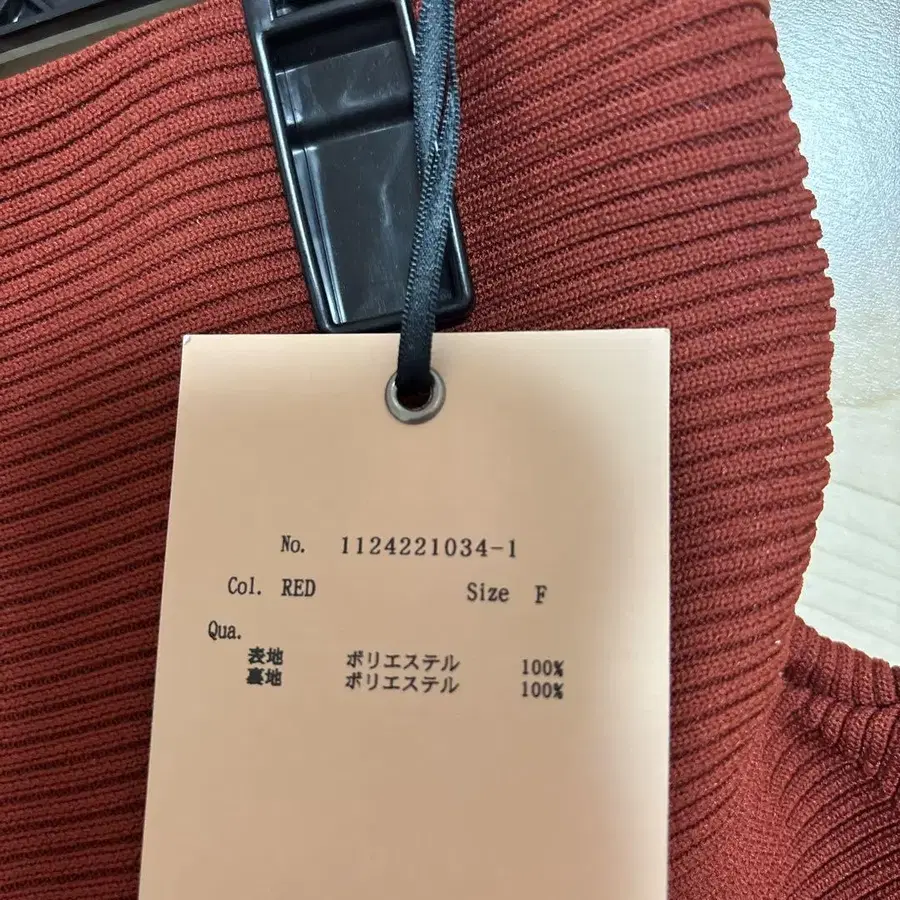 No. 1124221034-1
Col. RED Size F
Qua.
表地 ポリエステル 100%
裏地 ポリエステル 100%